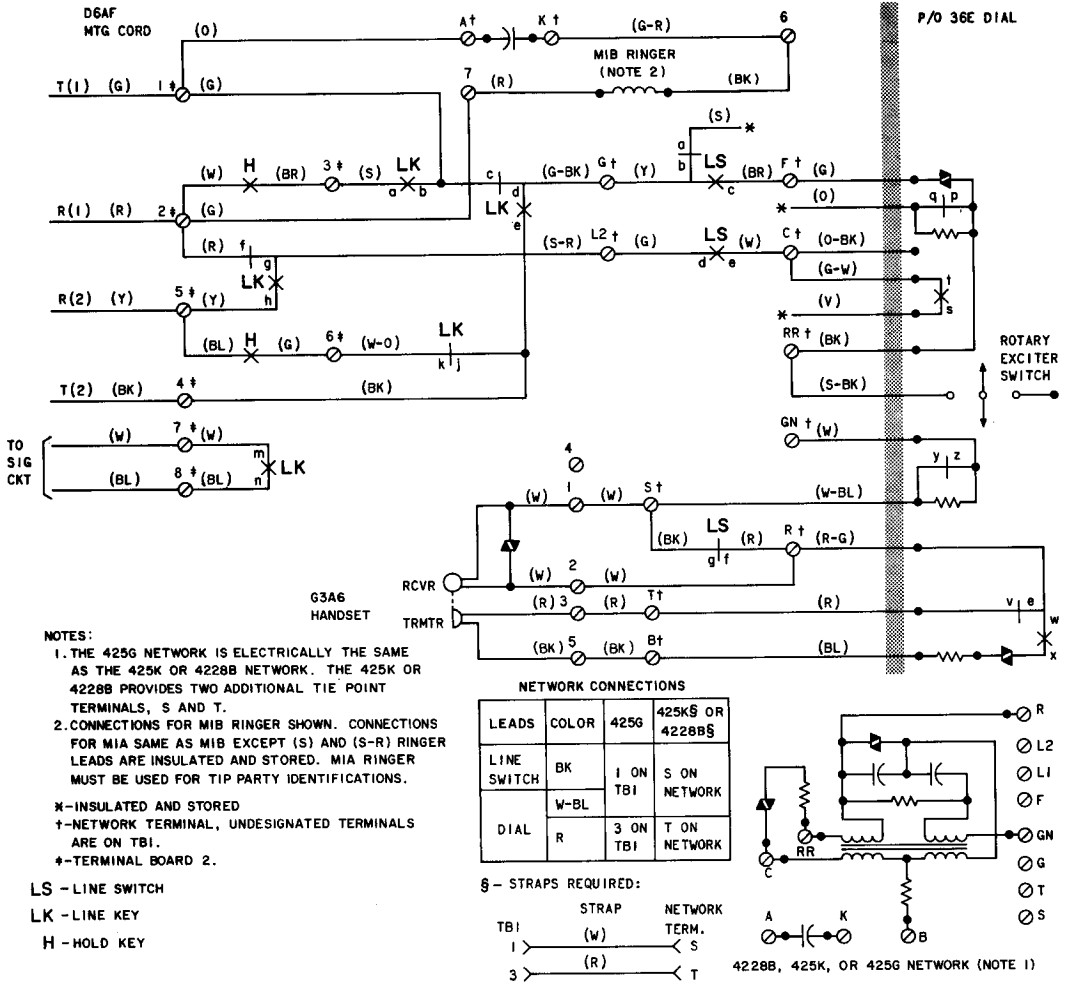 D6AF
MTG CORD
P/O 36E DIAL
(O) A† K† (G-R) 6
MIB RINGER
(NOTE 2)
T(1) (G) 1‡ (G) 7 (R) (BK)
(S) *
a
b
(W) H (BR) 3‡ (S) LK c (G-BK) G† (Y) LS (BR) F† (G)
a b d c
LK
e
* (O) q p
R(1) (R) 2‡ (G)
(R) f (S-R) L2† (G) LS (W) C† (O-BK)
g d e
LK
h
(G-W) t
R(2) (Y) 5‡ (Y)
* (V) s
(BL) H (G) 6‡ (W-O) LK
k j
RR† (BK)
ROTARY
EXCITER
SWITCH
T(2) (BK) 4‡ (BK) (S-BK)
TO
SIG
CKT
(W) 7‡ (W)
m
LK
n
(BL) 8‡ (BL)
GN† (W)
y z
4
(W) 1 (W) S† (W-BL)
(BK) LS (R) R† (R-G)
g f
RCVR (W) 2 (W)
G3A6
HANDSET
TRMTR
(R) 3 (R) T† (R) v e
w
(BK) 5 (BK) B† (BL) x
NOTES:
1. THE 425G NETWORK IS ELECTRICALLY THE SAME
AS THE 425K OR 4228B NETWORK. THE 425K OR
4228B PROVIDES TWO ADDITIONAL TIE POINT
TERMINALS, S AND T.
2. CONNECTIONS FOR MIB RINGER SHOWN. CONNECTIONS
FOR MIA SAME AS MIB EXCEPT (S) AND (S-R) RINGER
LEADS ARE INSULATED AND STORED. MIA RINGER
MUST BE USED FOR TIP PARTY IDENTIFICATIONS.
*-INSULATED AND STORED
†-NETWORK TERMINAL, UNDESIGNATED TERMINALS
ARE ON TB1.
‡-TERMINAL BOARD 2.
LS - LINE SWITCH
LK - LINE KEY
H - HOLD KEY
NETWORK CONNECTIONS
LEADS COLOR 425G 425K§ OR
4228B§
LINE
SWITCH BK 1 ON
TB1 S ON
NETWORK
W-BL
DIAL R 3 ON
TB1 T ON
NETWORK
§ - STRAPS REQUIRED:
STRAP NETWORK
TERM.
TB1
1 (W) S
3 (R) T
R
L2
L1
F
GN
G
T
S
RR
C
A K B
4228B, 425K, OR 425G NETWORK (NOTE 1)